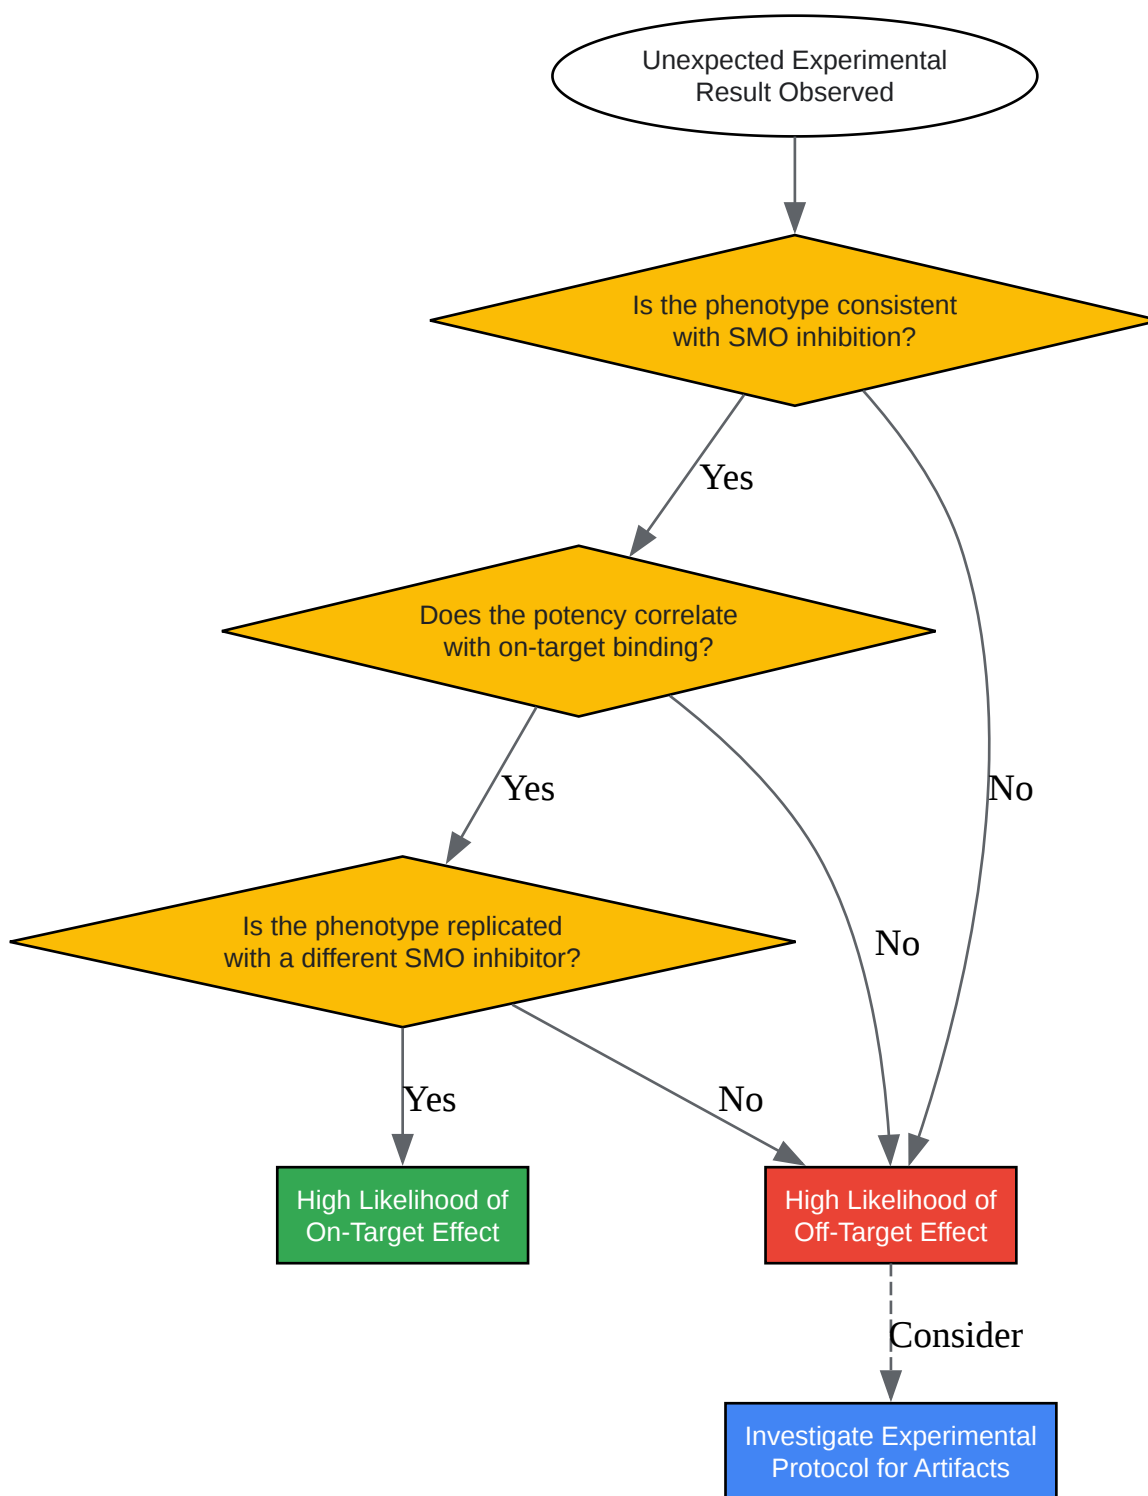 Unexpected Experimental
Result Observed
Is the phenotype consistent
with SMO inhibition?
Yes
Does the potency correlate
with on-target binding?
Yes
No
Is the phenotype replicated
with a different SMO inhibitor?
No
Yes
No
High Likelihood of
On-Target Effect
High Likelihood of
Off-Target Effect
Consider
Investigate Experimental
Protocol for Artifacts